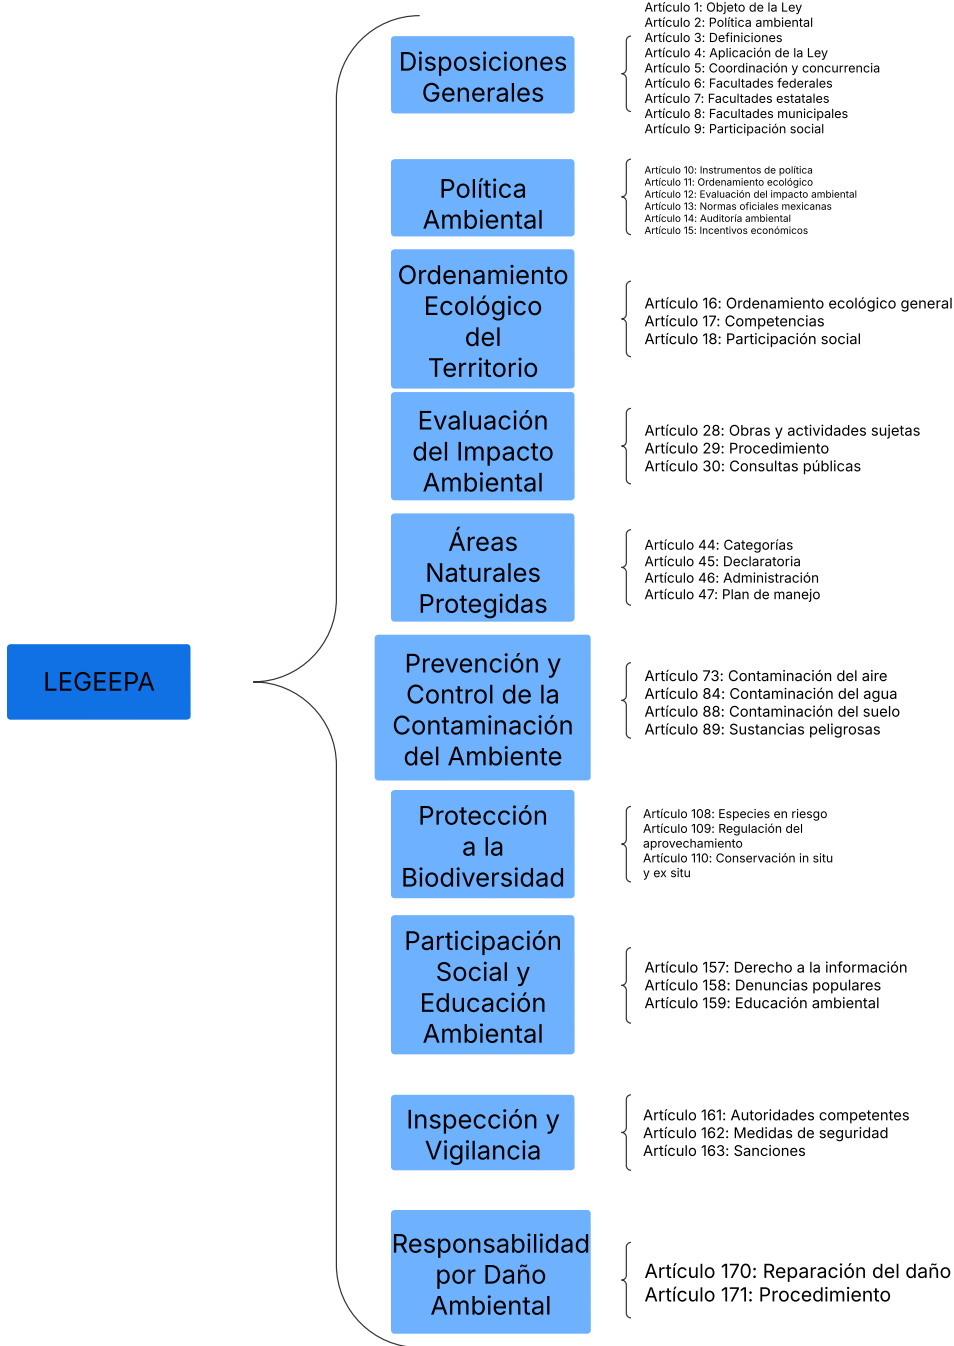 LEGEEPA
Disposiciones
Generales
Artículo 1: Objeto de la Ley
Artículo 2: Política ambiental
Artículo 3: Definiciones
Artículo 4: Aplicación de la Ley
Artículo 5: Coordinación y concurrencia
Artículo 6: Facultades federales
Artículo 7: Facultades estatales
Artículo 8: Facultades municipales
Artículo 9: Participación social
Política
Ambiental
Artículo 10: Instrumentos de política
Artículo 11: Ordenamiento ecológico
Artículo 12: Evaluación del impacto ambiental
Artículo 13: Normas oficiales mexicanas
Artículo 14: Auditoría ambiental
Artículo 15: Incentivos económicos
Ordenamiento
Ecológico
del
Territorio
Artículo 16: Ordenamiento ecológico general
Artículo 17: Competencias
Artículo 18: Participación social
Evaluación
del Impacto
Ambiental
Artículo 28: Obras y actividades sujetas
Artículo 29: Procedimiento
Artículo 30: Consultas públicas
Áreas
Naturales
Protegidas
Artículo 44: Categorías
Artículo 45: Declaratoria
Artículo 46: Administración
Artículo 47: Plan de manejo
Prevención y
Control de la
Contaminación
del Ambiente
Artículo 73: Contaminación del aire
Artículo 84: Contaminación del agua
Artículo 88: Contaminación del suelo
Artículo 89: Sustancias peligrosas
Protección
a la
Biodiversidad
Artículo 108: Especies en riesgo
Artículo 109: Regulación del
aprovechamiento
Artículo 110: Conservación in situ
y ex situ
Participación
Social y
Educación
Ambiental
Artículo 157: Derecho a la información
Artículo 158: Denuncias populares
Artículo 159: Educación ambiental
Inspección y
Vigilancia
Artículo 161: Autoridades competentes
Artículo 162: Medidas de seguridad
Artículo 163: Sanciones
Responsabilidad
por Daño
Ambiental
Artículo 170: Reparación del daño
Artículo 171: Procedimiento